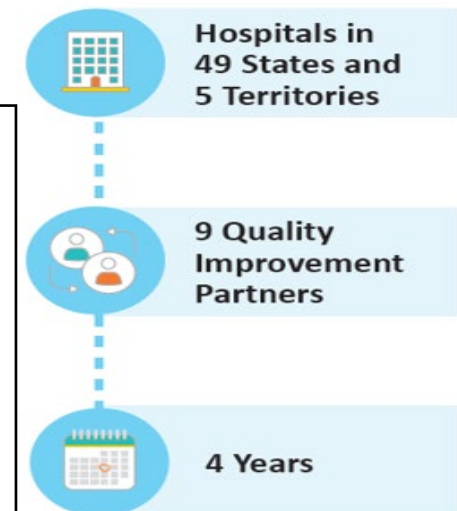 Hospitals in
49 States and
5 Territories
9 Quality
Improvement
Partners
4 Years